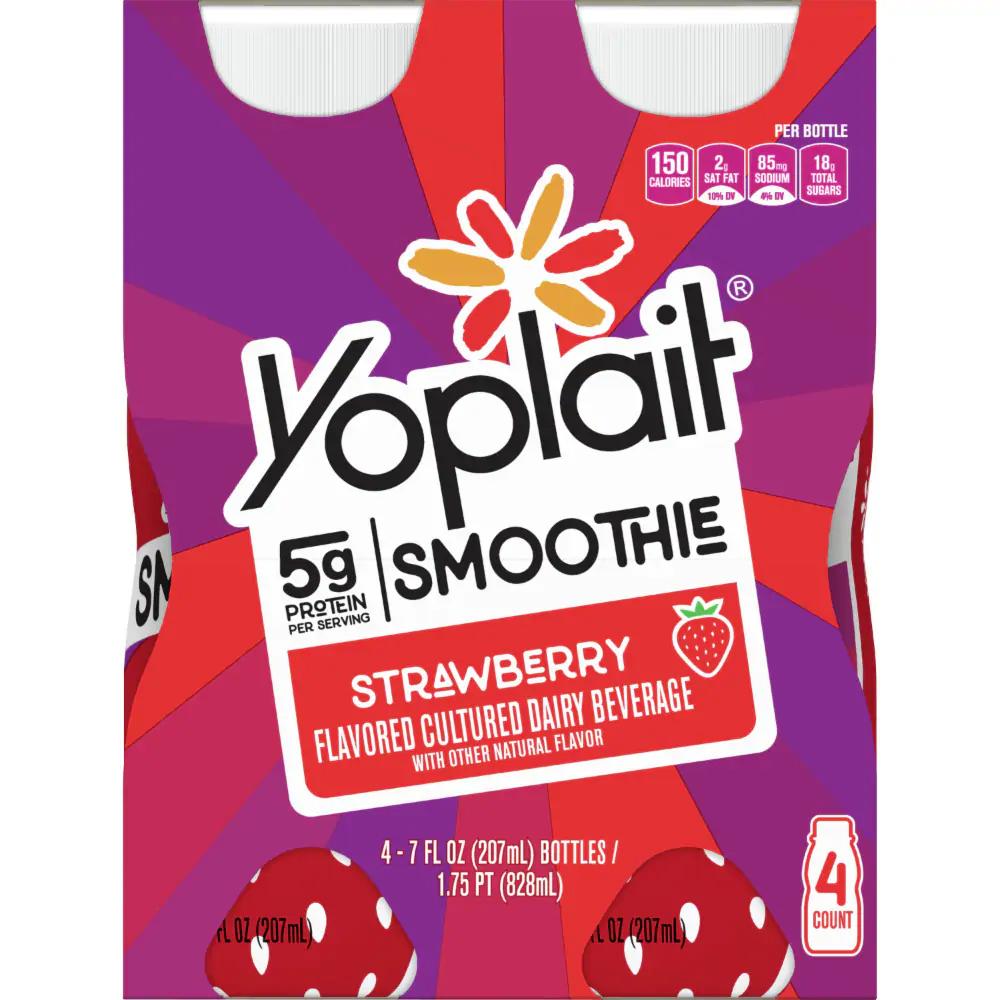 PER BOTTLE
150 CALORIES
2g SAT FAT 10% DV
85mg SODIUM 4% DV
18g TOTAL SUGARS
Yoplait®
5g PROTEIN PER SERVING
SMOOTHIE
STRAWBERRY
FLAVORED CULTURED DAIRY BEVERAGE
WITH OTHER NATURAL FLAVOR
SM
4 - 7 FL OZ (207mL) BOTTLES /
1.75 PT (828mL)
4
COUNT
FL OZ (207mL)
FL OZ (207mL)